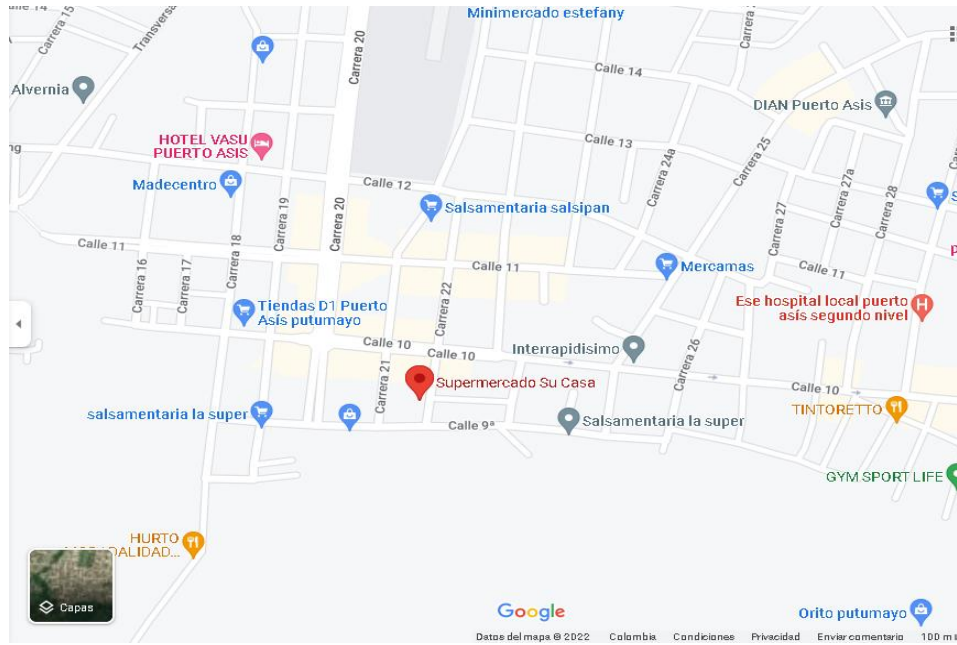 Calle 14
Carrera 15
Transversal
Minimercado estefany
Carrera 20
Carrera
Calle 14
Alvernia
DIAN Puerto Asis
HOTEL VASU
PUERTO ASIS
Calle 13
Carrera 24a
Carrera 25
Madecentro
Calle 12
Carrera 27a
Carrera 28
Salsamentaria salsipan
Carrera 19
Carrera 20
Carrera 27
Calle 11
Carrera 18
Calle 11
Mercamas
Calle 11
Carrera 16
Carrera 17
Carrera 22
Ese hospital local puerto
asís segundo nivel
Tiendas D1 Puerto
Asís putumayo
Calle 10
Calle 10
Interrapidisimo
Carrera 26
Carrera 21
Supermercado Su Casa
Calle 10
TINTORETTO
salsamentaria la super
Calle 9ª
Salsamentaria la super
GYM SPORT LIFE
HURTO
DALIDAD...
Capas
Google
Orito putumayo
Datos del mapa © 2022 Colombia Condiciones Privacidad Enviar comentario 100 m